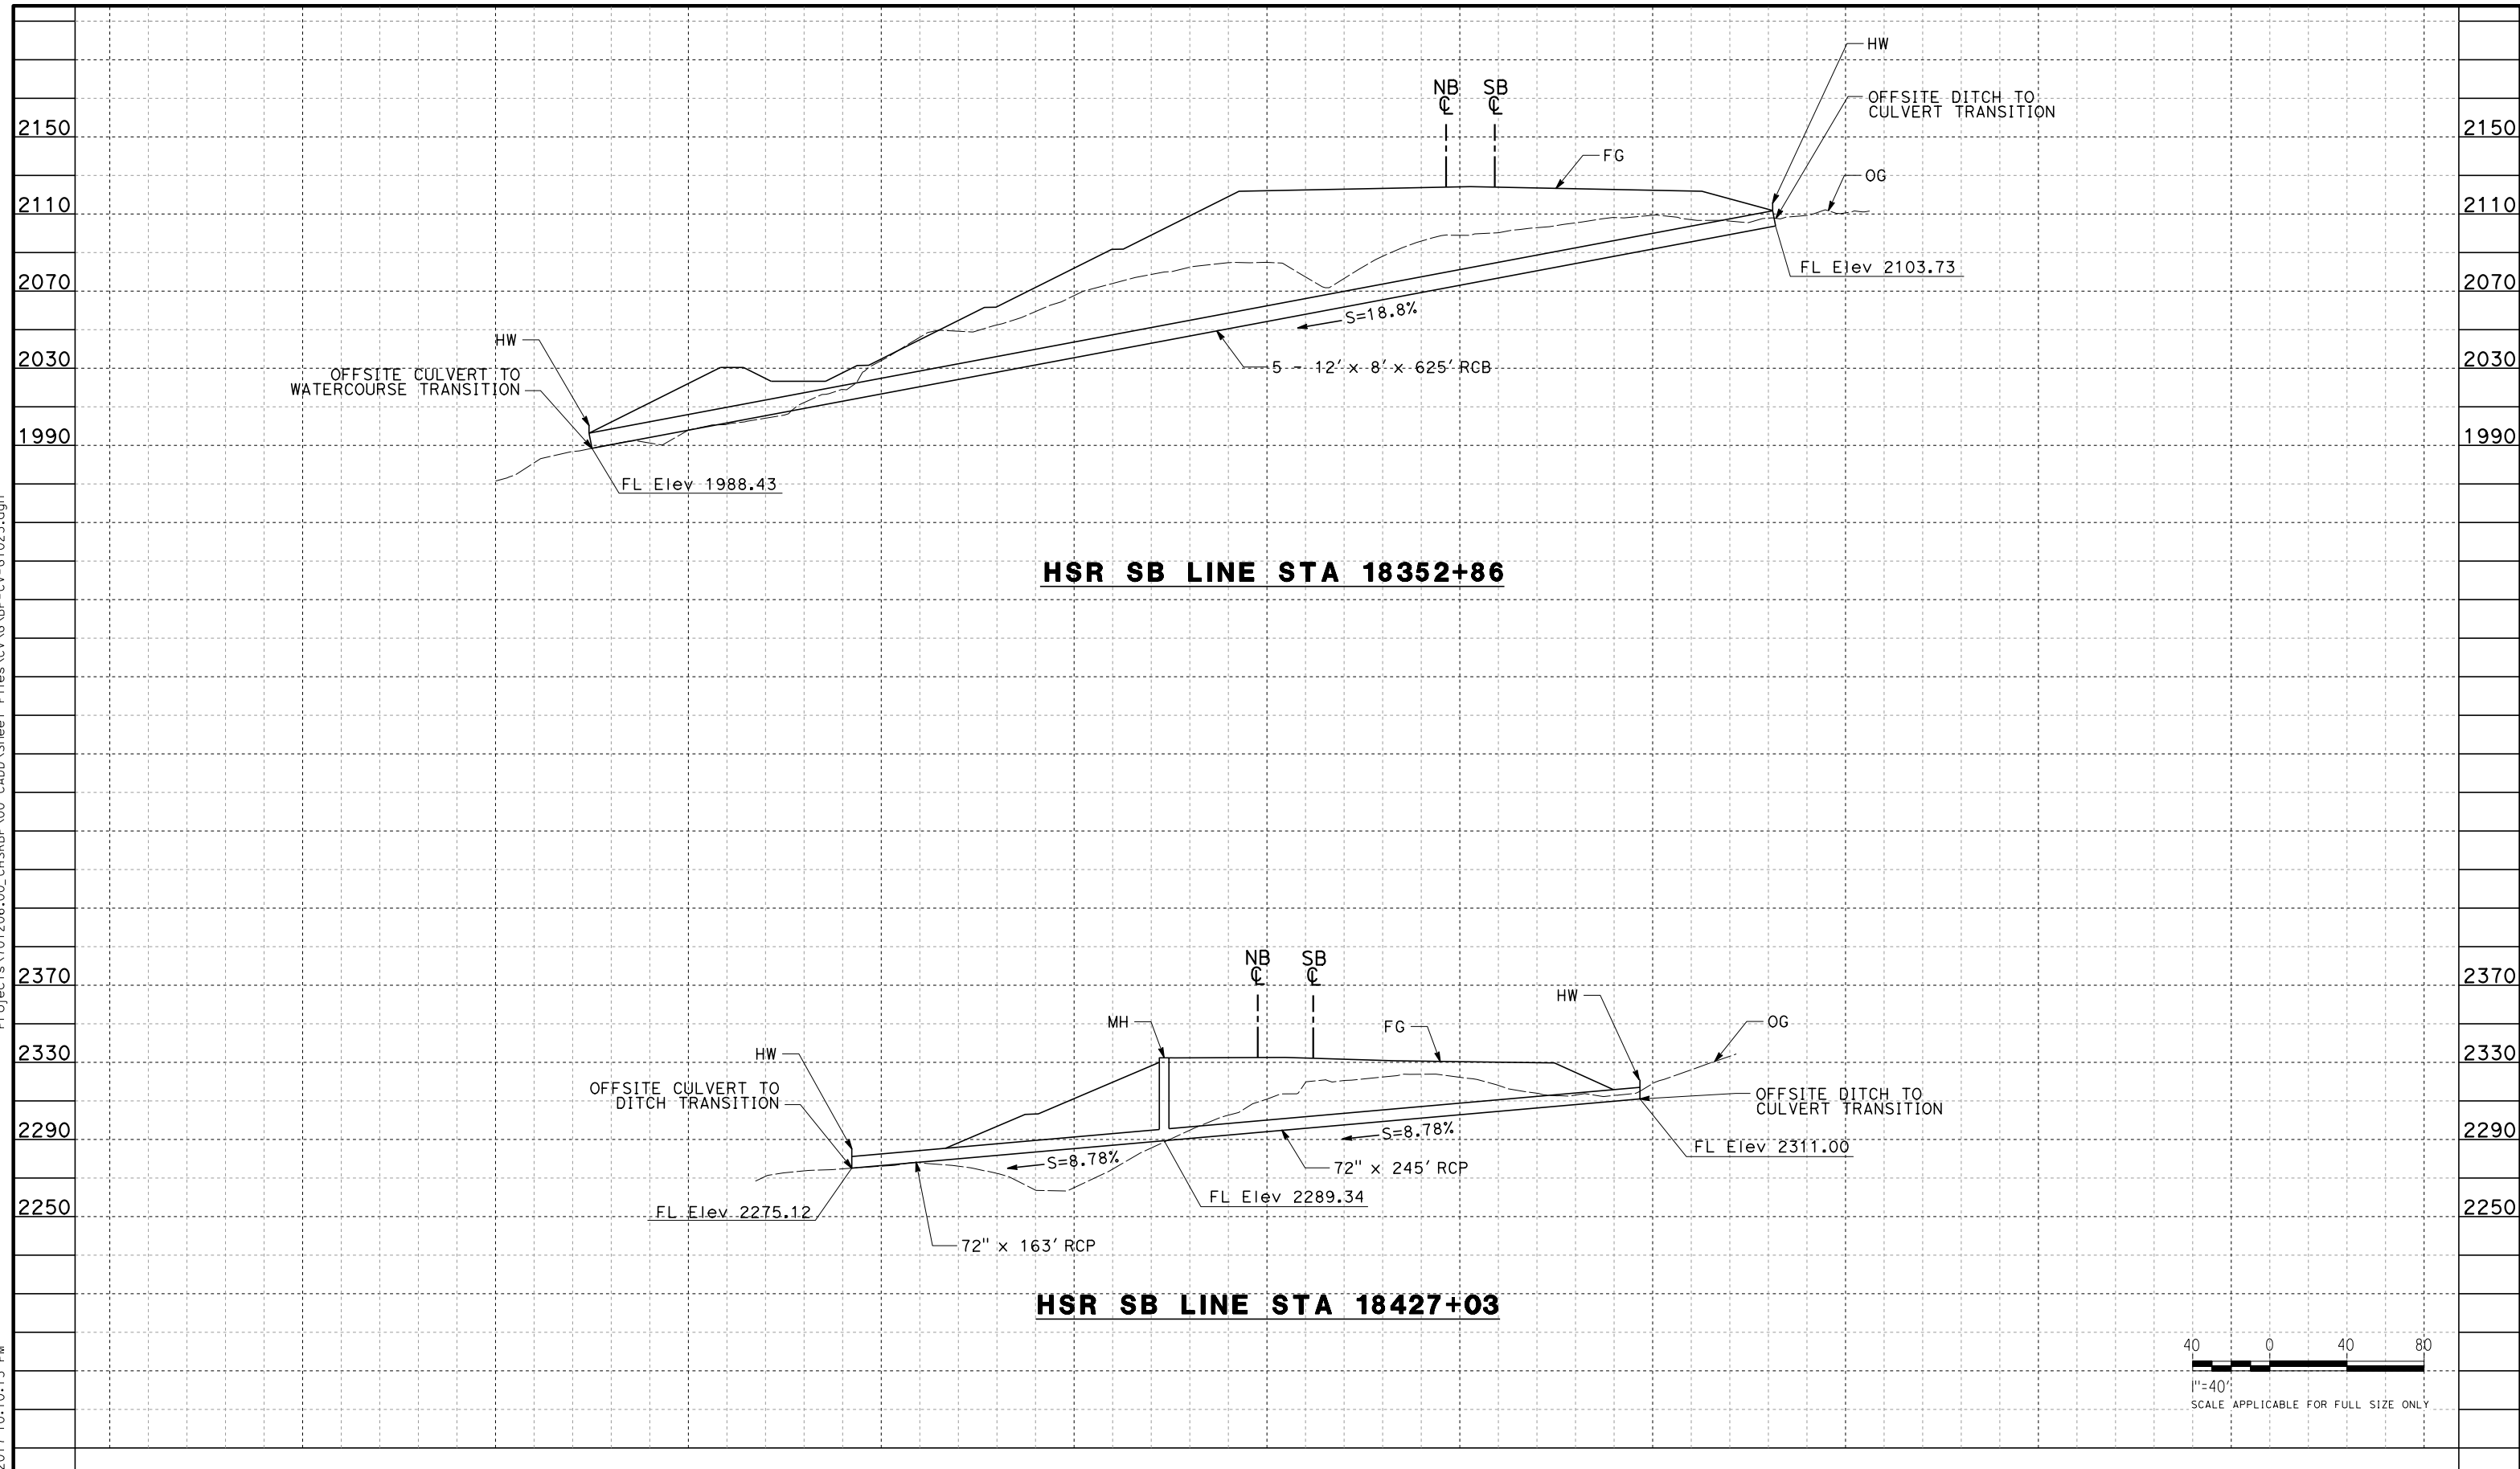 HW
NB ℄
SB ℄
OFFSITE DITCH TO
CULVERT TRANSITION
2150
2150
FG
OG
2110
2110
FL Elev 2103.73
2070
2070
S=18.8%
HW
2030
2030
5 - 12' x 8' x 625' RCB
OFFSITE CULVERT TO
WATERCOURSE TRANSITION
1990
1990
FL Elev 1988.43
HSR SB LINE STA 18352+86
NB ℄
SB ℄
2370
2370
HW
MH
FG
OG
2330
2330
HW
OFFSITE CULVERT TO
DITCH TRANSITION
OFFSITE DITCH TO
CULVERT TRANSITION
2290
2290
S=8.78%
FL Elev 2311.00
S=8.78%
72" x 245' RCP
FL Elev 2289.34
2250
2250
FL Elev 2275.12
72" x 163' RCP
HSR SB LINE STA 18427+03
40 0 40 80
1"=40'
SCALE APPLICABLE FOR FULL SIZE ONLY